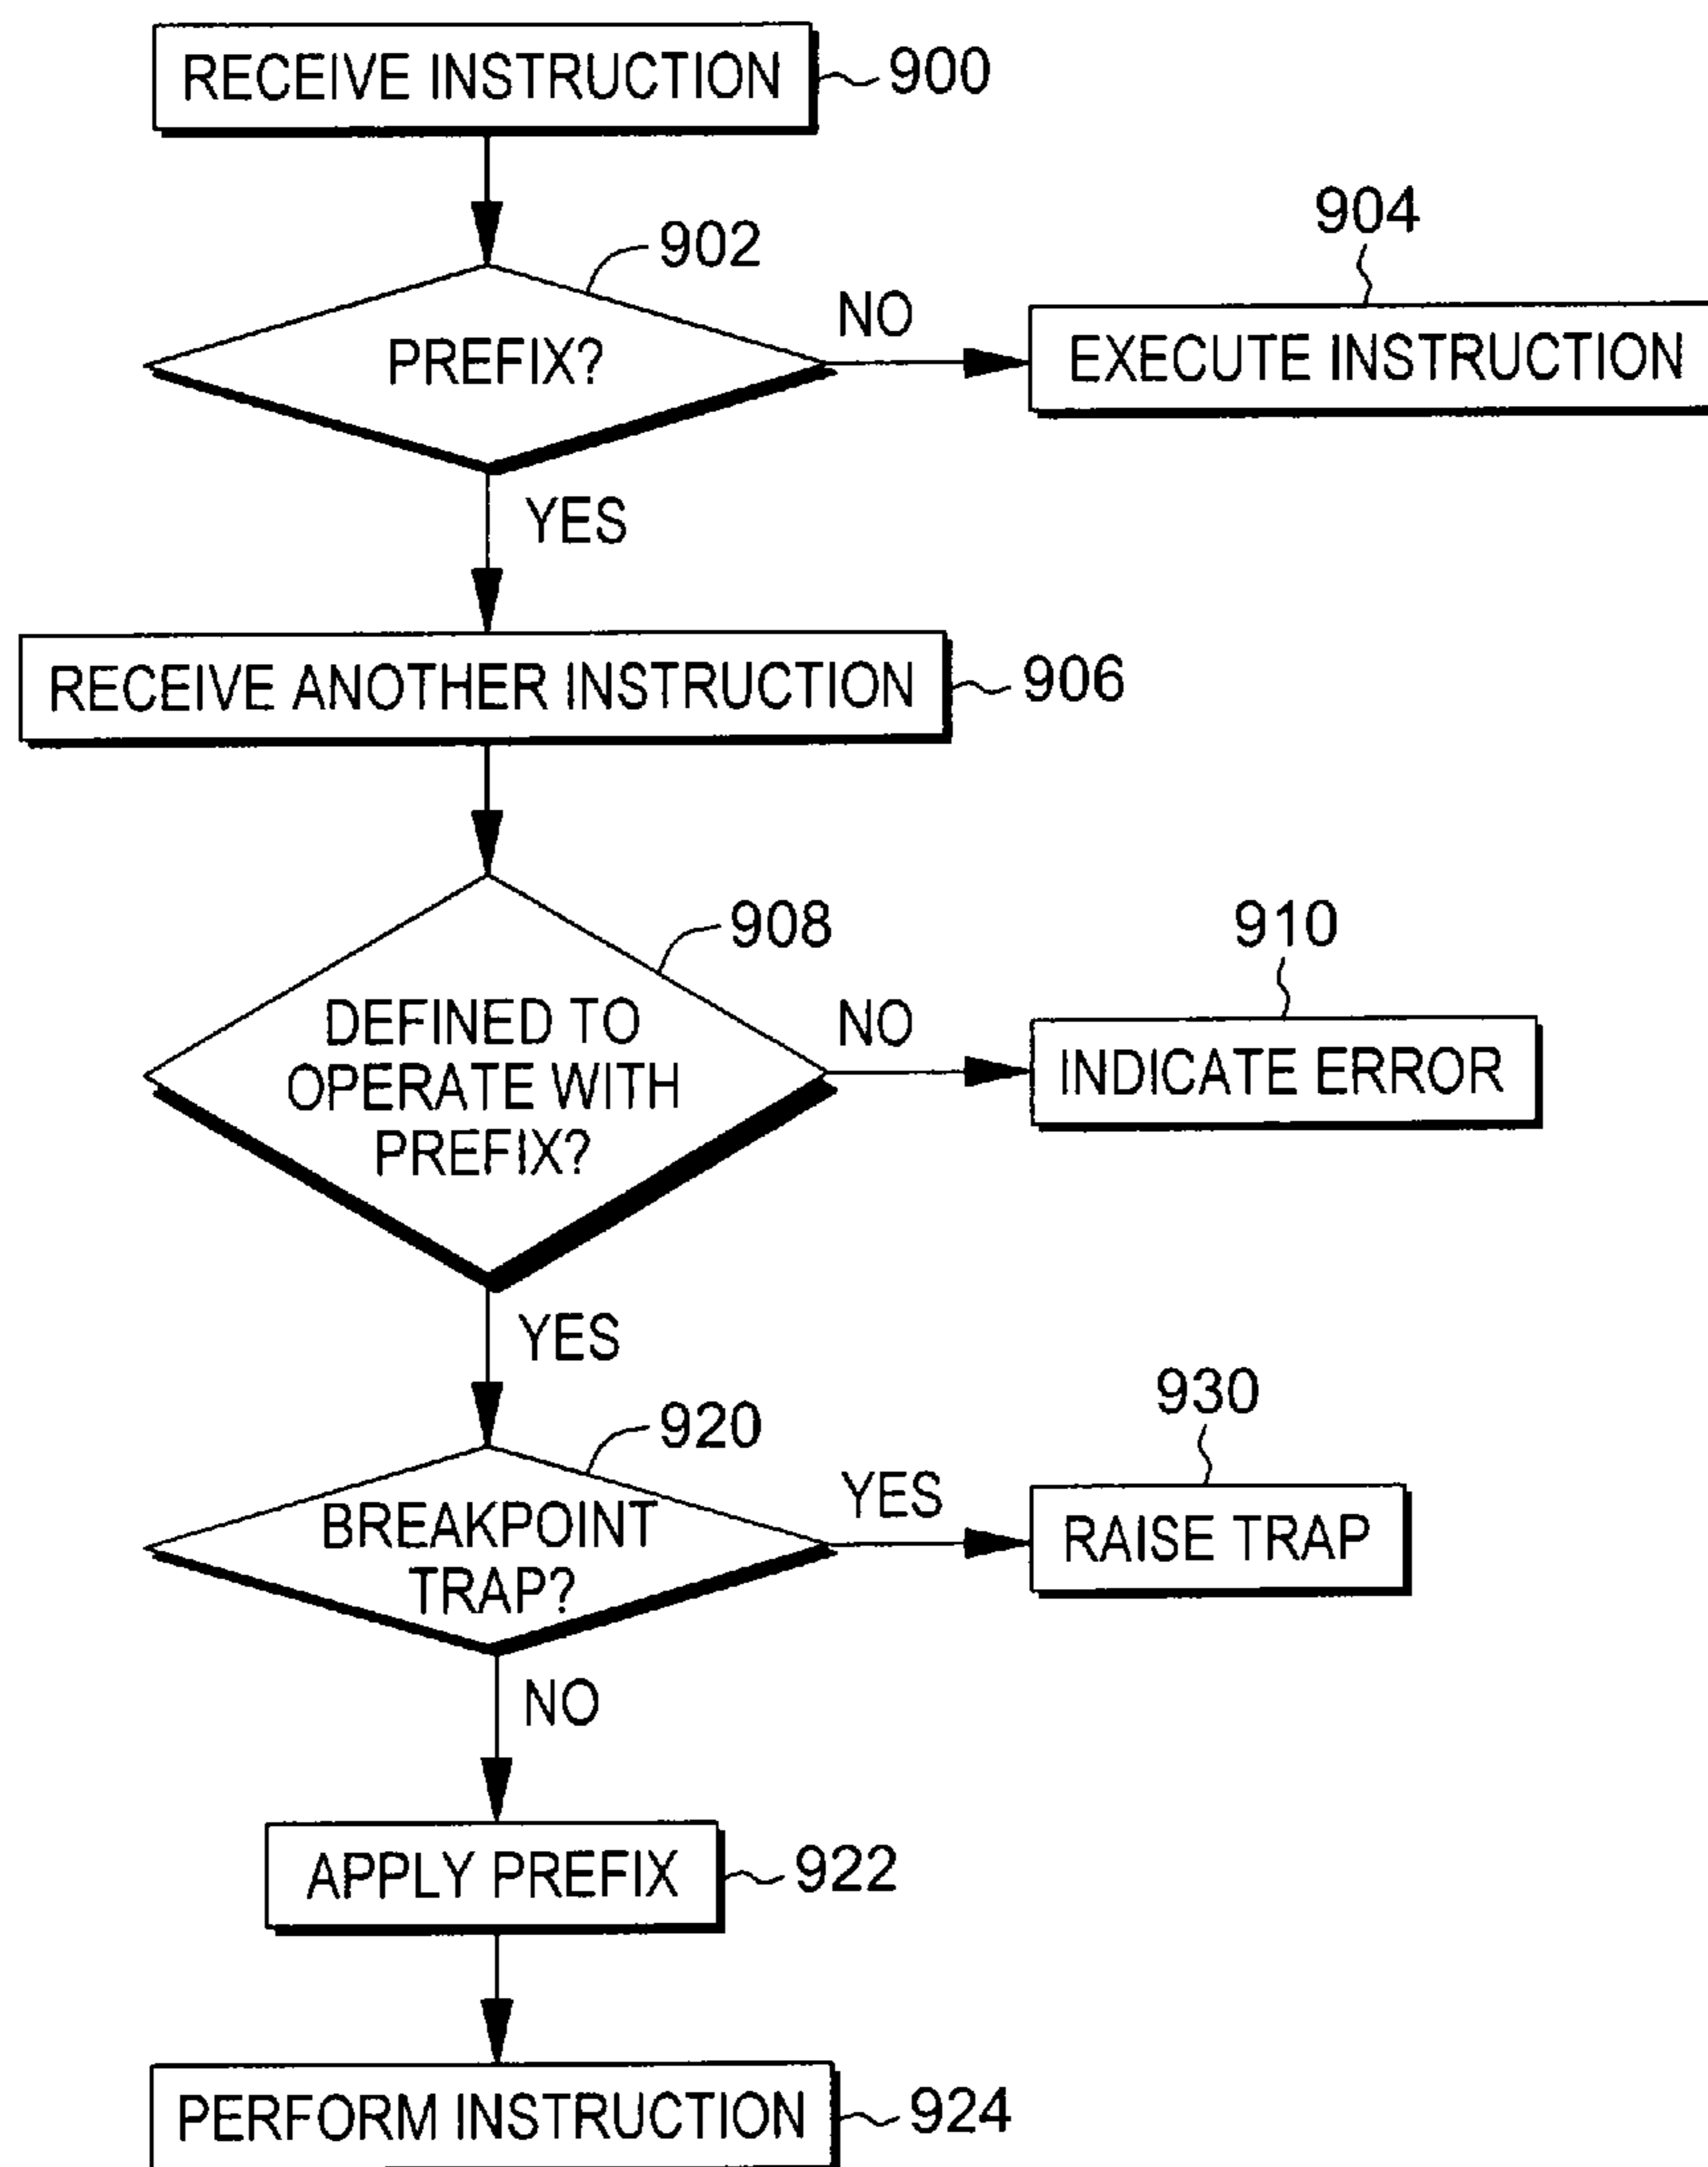 RECEIVE INSTRUCTION
900
902
904
PREFIX?
NO
EXECUTE INSTRUCTION
YES
RECEIVE ANOTHER INSTRUCTION
906
908
910
DEFINED TO
OPERATE WITH
PREFIX?
NO
INDICATE ERROR
YES
920
930
BREAKPOINT
TRAP?
YES
RAISE TRAP
NO
APPLY PREFIX
922
PERFORM INSTRUCTION
924